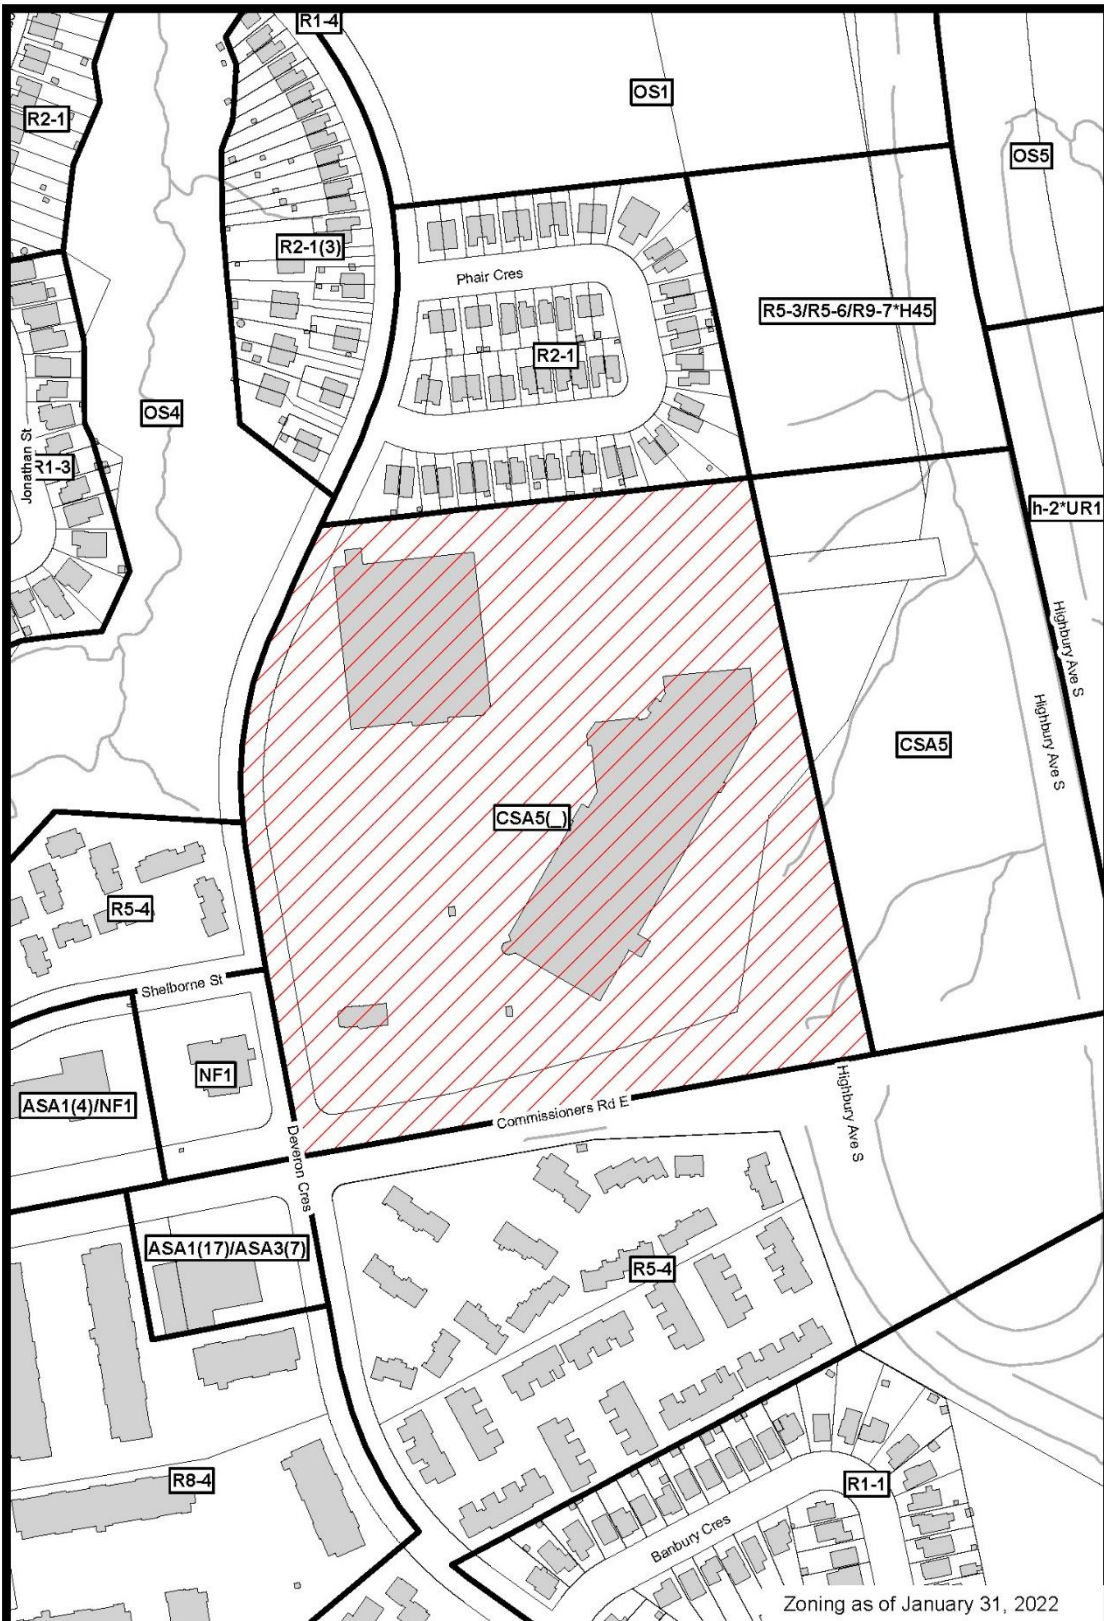 R1-4
OS1
R2-1
OS5
R2-1(3)
Phair Cres
R5-3/R5-6/R9-7*H45
R2-1
OS4
Jonathan St
R1-3
h-2*UR1
Highbury Ave S
Highbury Ave S
CSA5
CSA5(_)
R5-4
Shelborne St
NF1
ASA1(4)/NF1
Commissioners Rd E
Highbury Ave S
Deveron Cres
ASA1(17)/ASA3(7)
R5-4
R8-4
R1-1
Banbury Cres
Zoning as of January 31, 2022